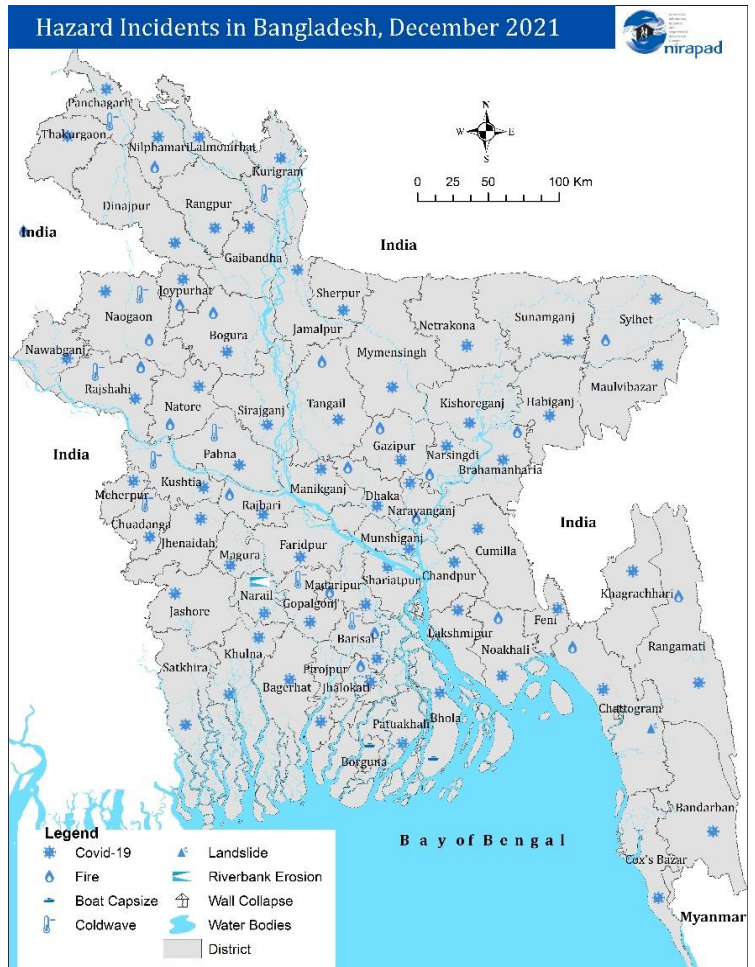 Hazard Incidents in Bangladesh, December 2021
nirapad
N
W E
S
0 25 50 100 Km
Panchagarh
Thakurgaon
Nilphamari
Lalmonirhat
Kurigram
Dinajpur
Rangpur
India
India
Gaibandha
Joypurhat
Sherpur
Naogaon
Bogura
Jamalpur
Netrakona
Sunamganj
Sylhet
Nawabganj
Mymensingh
Maulvibazar
Rajshahi
Natore
Sirajganj
Tangail
Kishoreganj
Habiganj
India
Pabna
Gazipur
Narsingdi
Brahamanharia
Kushtia
Manikganj
Dhaka
Meherpur
Rajbari
Narayanganj
Chuadanga
India
Jhenaidah
Faridpur
Munshiganj
Cumilla
Magura
Madaripur
Shariatpur
Chandpur
Khagrachhari
Jashore
Narail
Gopalgonj
Feni
Barisal
Lakshmipur
Noakhali
Rangamati
Khulna
Satkhira
Pirojpur
Bagerhat
Jhalokati
Chattogram
Patuakhali
Bhola
Borguna
Bandarban
Bay of Bengal
Cox's Bazar
Myanmar
Legend
Covid-19
Landslide
Fire
Riverbank Erosion
Boat Capsize
Wall Collapse
Coldwave
Water Bodies
District